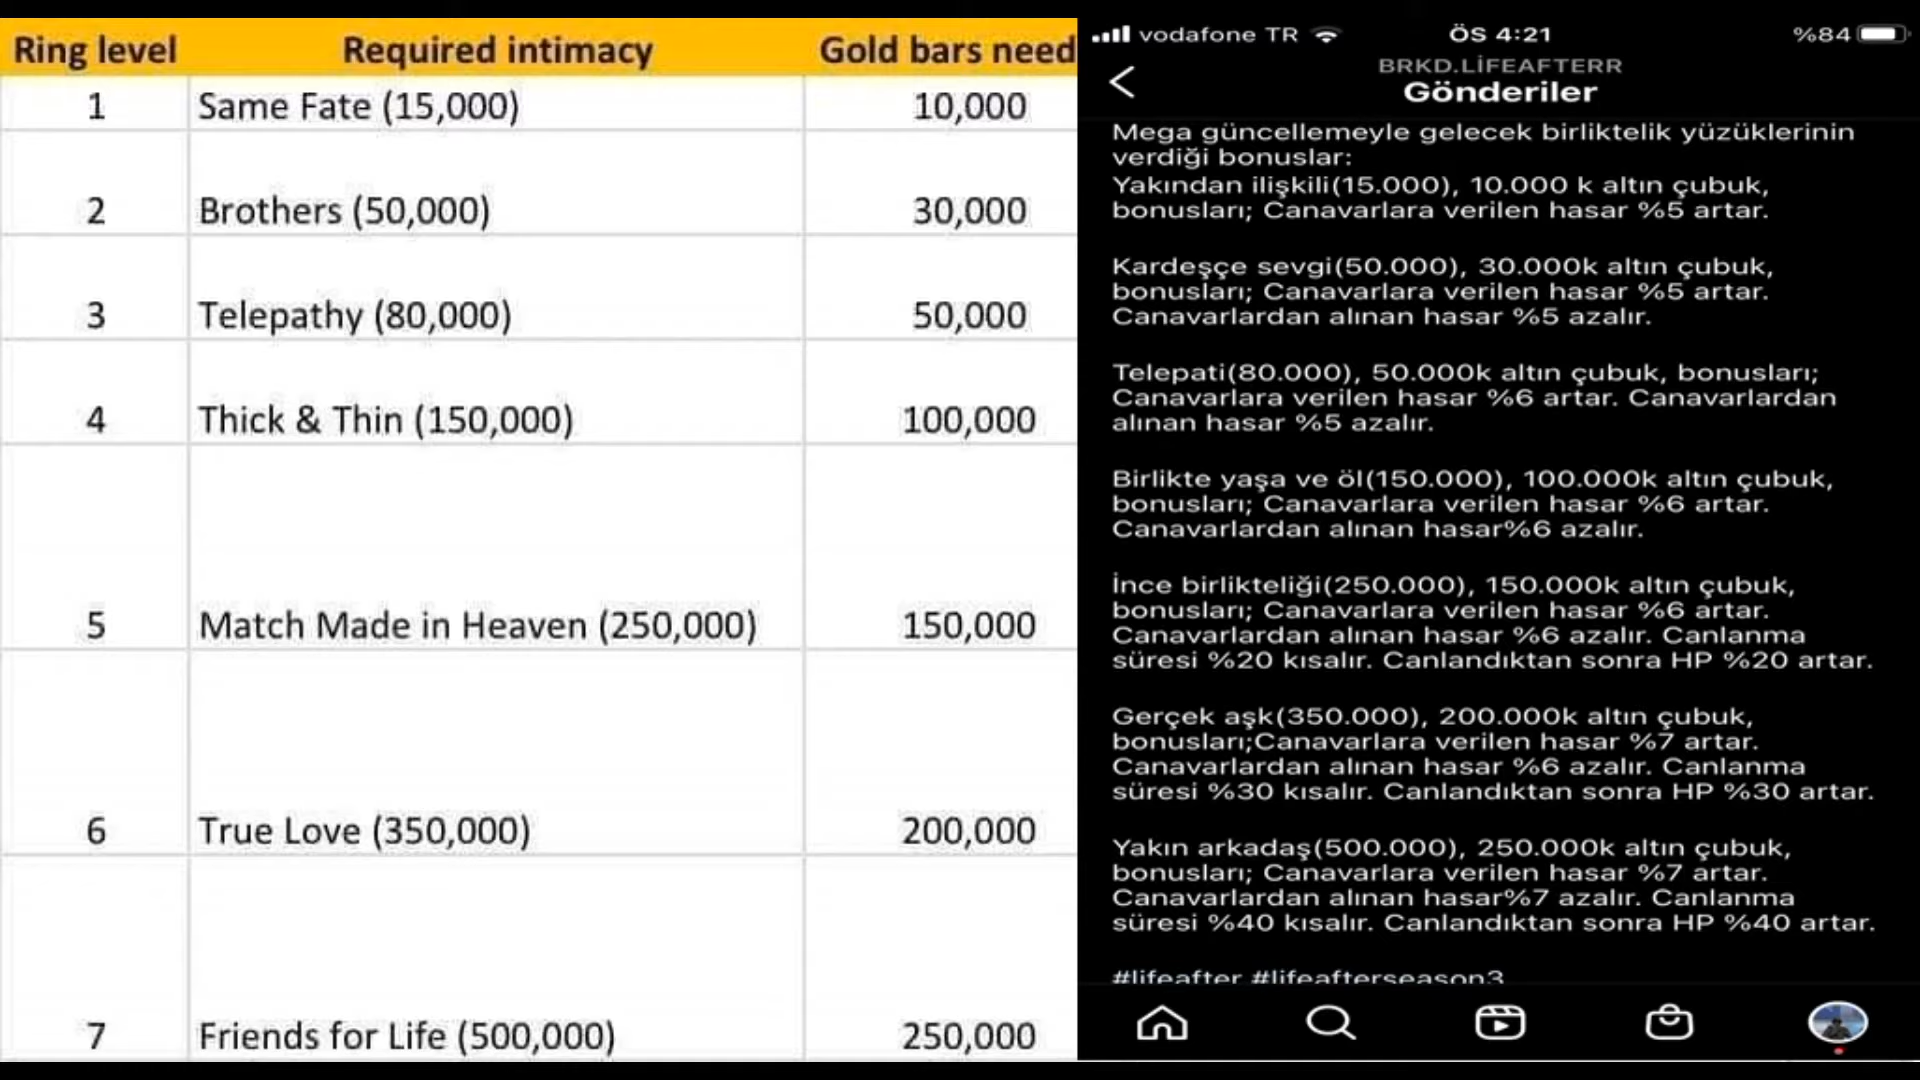 Ring level Required intimacy Gold bars need
1 Same Fate (15,000) 10,000
2 Brothers (50,000) 30,000
3 Telepathy (80,000) 50,000
4 Thick & Thin (150,000) 100,000
5 Match Made in Heaven (250,000) 150,000
6 True Love (350,000) 200,000
7 Friends for Life (500,000) 250,000
vodafone TR ÖS 4:21 %84
BRKD.LİFEAFTERR
Gönderiler
Mega güncellemeyle gelecek birliktelik yüzüklerinin
verdiği bonuslar:
Yakından ilişkili(15.000), 10.000 k altın çubuk,
bonusları; Canavarlara verilen hasar %5 artar.
Kardeşçe sevgi(50.000), 30.000k altın çubuk,
bonusları; Canavarlara verilen hasar %5 artar.
Canavarlardan alınan hasar %5 azalır.
Telepati(80.000), 50.000k altın çubuk, bonusları;
Canavarlara verilen hasar %6 artar. Canavarlardan
alınan hasar %5 azalır.
Birlikte yaşa ve öl(150.000), 100.000k altın çubuk,
bonusları; Canavarlara verilen hasar %6 artar.
Canavarlardan alınan hasar%6 azalır.
İnce birlikteliği(250.000), 150.000k altın çubuk,
bonusları; Canavarlara verilen hasar %6 artar.
Canavarlardan alınan hasar %6 azalır. Canlanma
süresi %20 kısalır. Canlandıktan sonra HP %20 artar.
Gerçek aşk(350.000), 200.000k altın çubuk,
bonusları;Canavarlara verilen hasar %7 artar.
Canavarlardan alınan hasar %6 azalır. Canlanma
süresi %30 kısalır. Canlandıktan sonra HP %30 artar.
Yakın arkadaş(500.000), 250.000k altın çubuk,
bonusları; Canavarlara verilen hasar %7 artar.
Canavarlardan alınan hasar%7 azalır. Canlanma
süresi %40 kısalır. Canlandıktan sonra HP %40 artar.
#lifeafter #lifeafterseason3